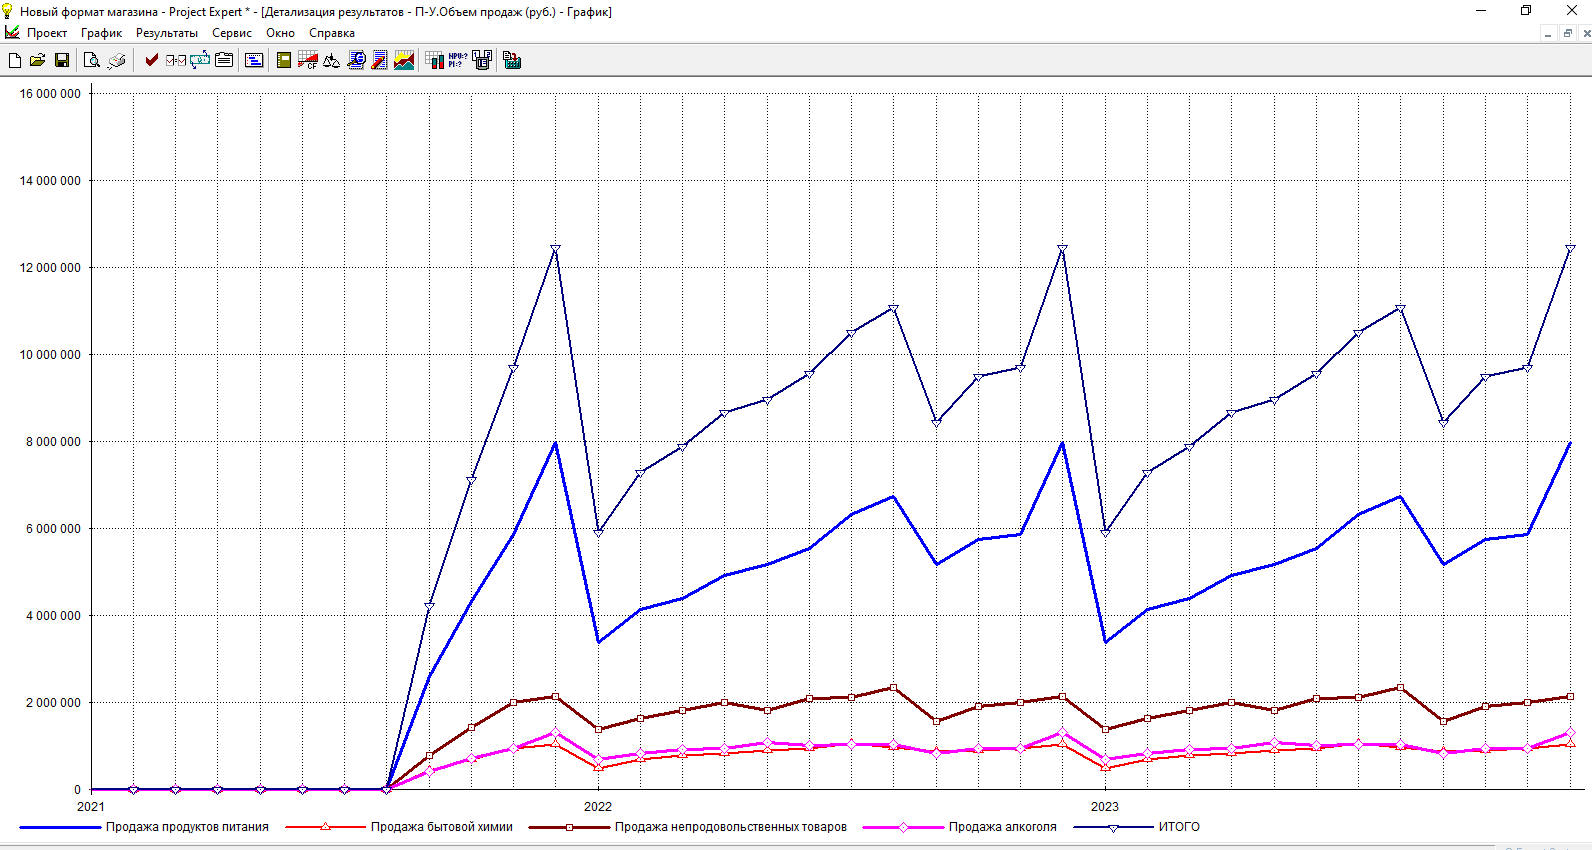 Новый формат магазина - Project Expert * - [Детализация результатов - П-У.Объем продаж (руб.) - График]
Проект График Результаты Сервис Окно Справка
CF NPV:? PI:?
16 000 000
14 000 000
12 000 000
10 000 000
8 000 000
6 000 000
4 000 000
2 000 000
0
2021 2022 2023
Продажа продуктов питания Продажа бытовой химии Продажа непродовольственных товаров Продажа алкоголя ИТОГО